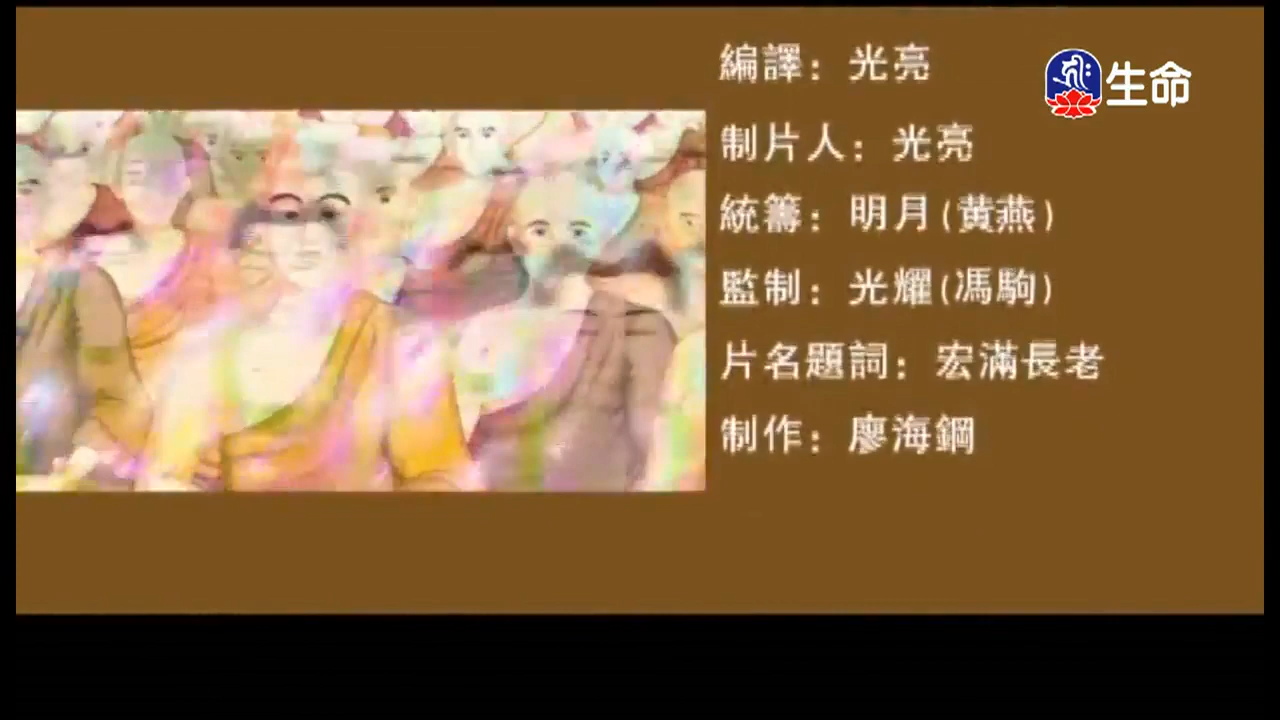 編譯：光亮
生命
制片人：光亮
統籌：明月(黄燕)
監制：光耀(馮駒)
片名題詞：宏滿長老
制作：廖海鋼